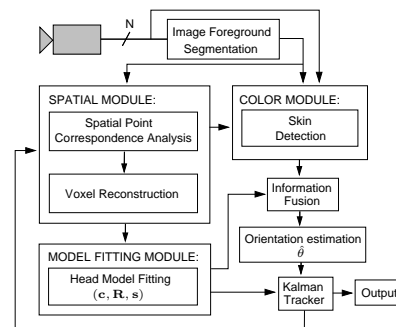 N
Image Foreground
Segmentation
SPATIAL MODULE:
Spatial Point
Correspondence Analysis
Voxel Reconstruction
COLOR MODULE:
Skin
Detection
Information
Fusion
Orientation estimation
θ̂
MODEL FITTING MODULE:
Head Model Fitting
(c, R, s)
Kalman
Tracker
Output